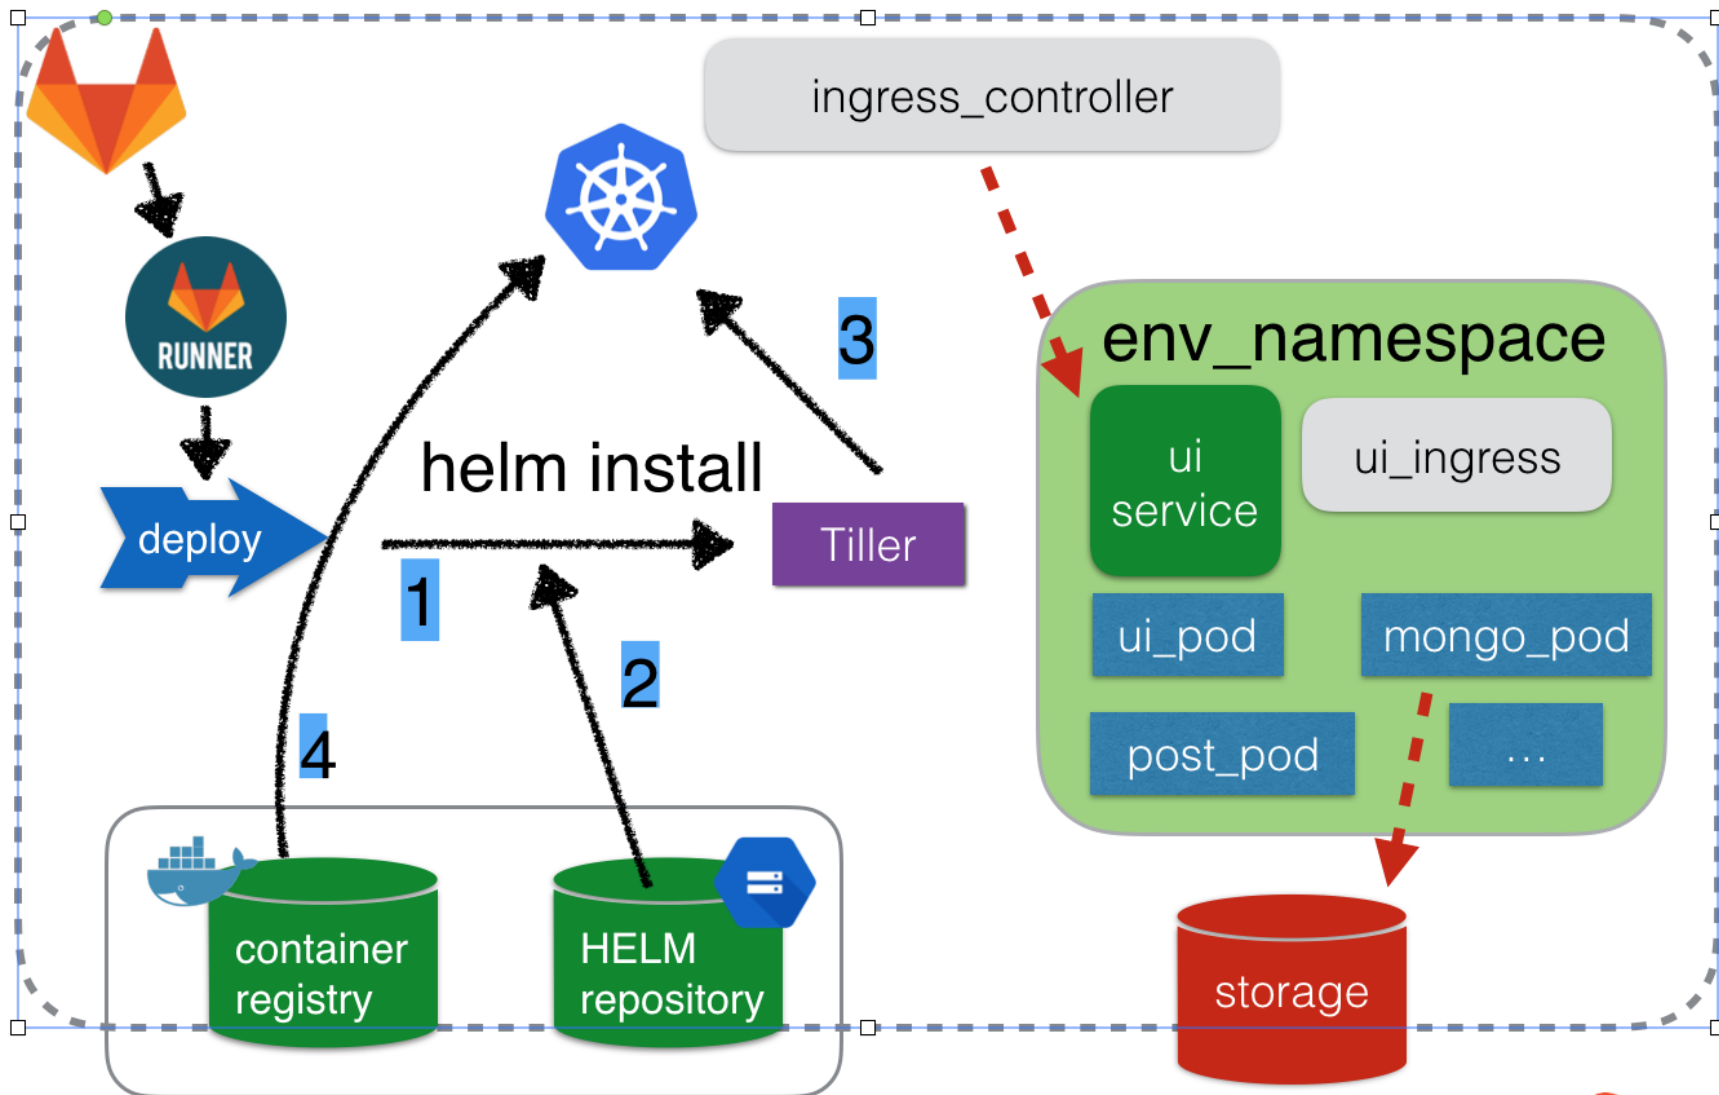 ingress_controller
RUNNER
env_namespace
3
helm install
ui
service
ui_ingress
deploy
Tiller
1
2
ui_pod
mongo_pod
4
post_pod
...
container
registry
HELM
repository
storage